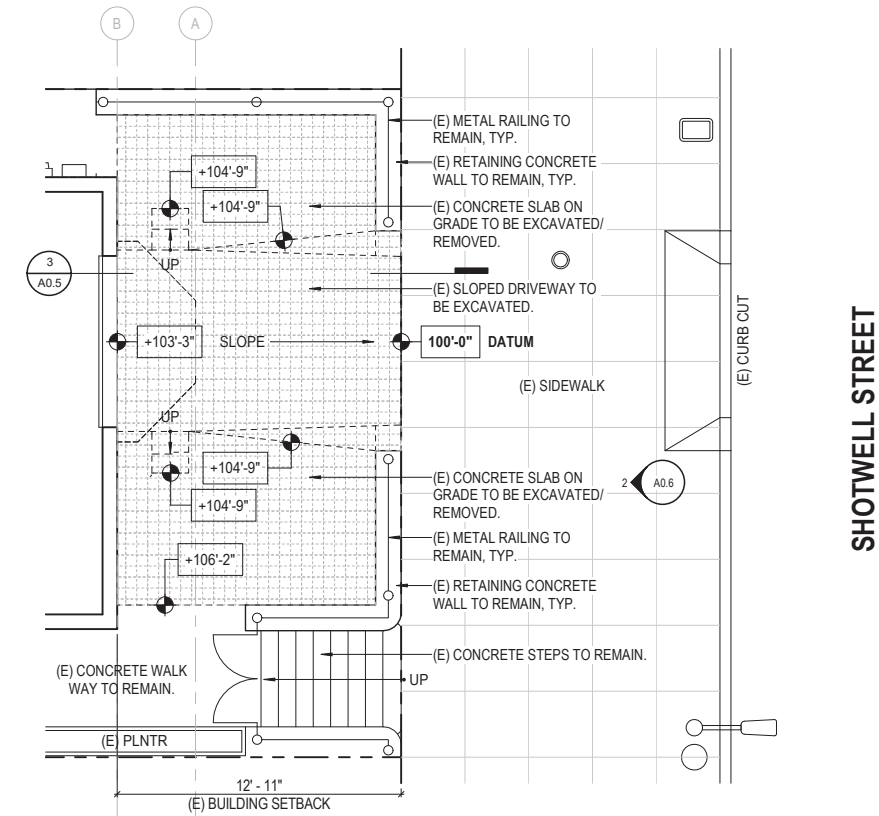 B
A
(E) METAL RAILING TO
REMAIN, TYP.
(E) RETAINING CONCRETE
WALL TO REMAIN, TYP.
+104'-9"
+104'-9"
(E) CONCRETE SLAB ON
GRADE TO BE EXCAVATED/
REMOVED.
UP
3
A0.5
(E) SLOPED DRIVEWAY TO
BE EXCAVATED.
+103'-3"
SLOPE
100'-0"
DATUM
(E) SIDEWALK
(E) CURB CUT
SHOTWELL STREET
UP
+104'-9"
+104'-9"
(E) CONCRETE SLAB ON
GRADE TO BE EXCAVATED/
REMOVED.
2
A0.6
(E) METAL RAILING TO
REMAIN, TYP.
+106'-2"
(E) RETAINING CONCRETE
WALL TO REMAIN, TYP.
(E) CONCRETE STEPS TO REMAIN.
(E) CONCRETE WALK
WAY TO REMAIN.
UP
(E) PLNTR
12' - 11"
(E) BUILDING SETBACK